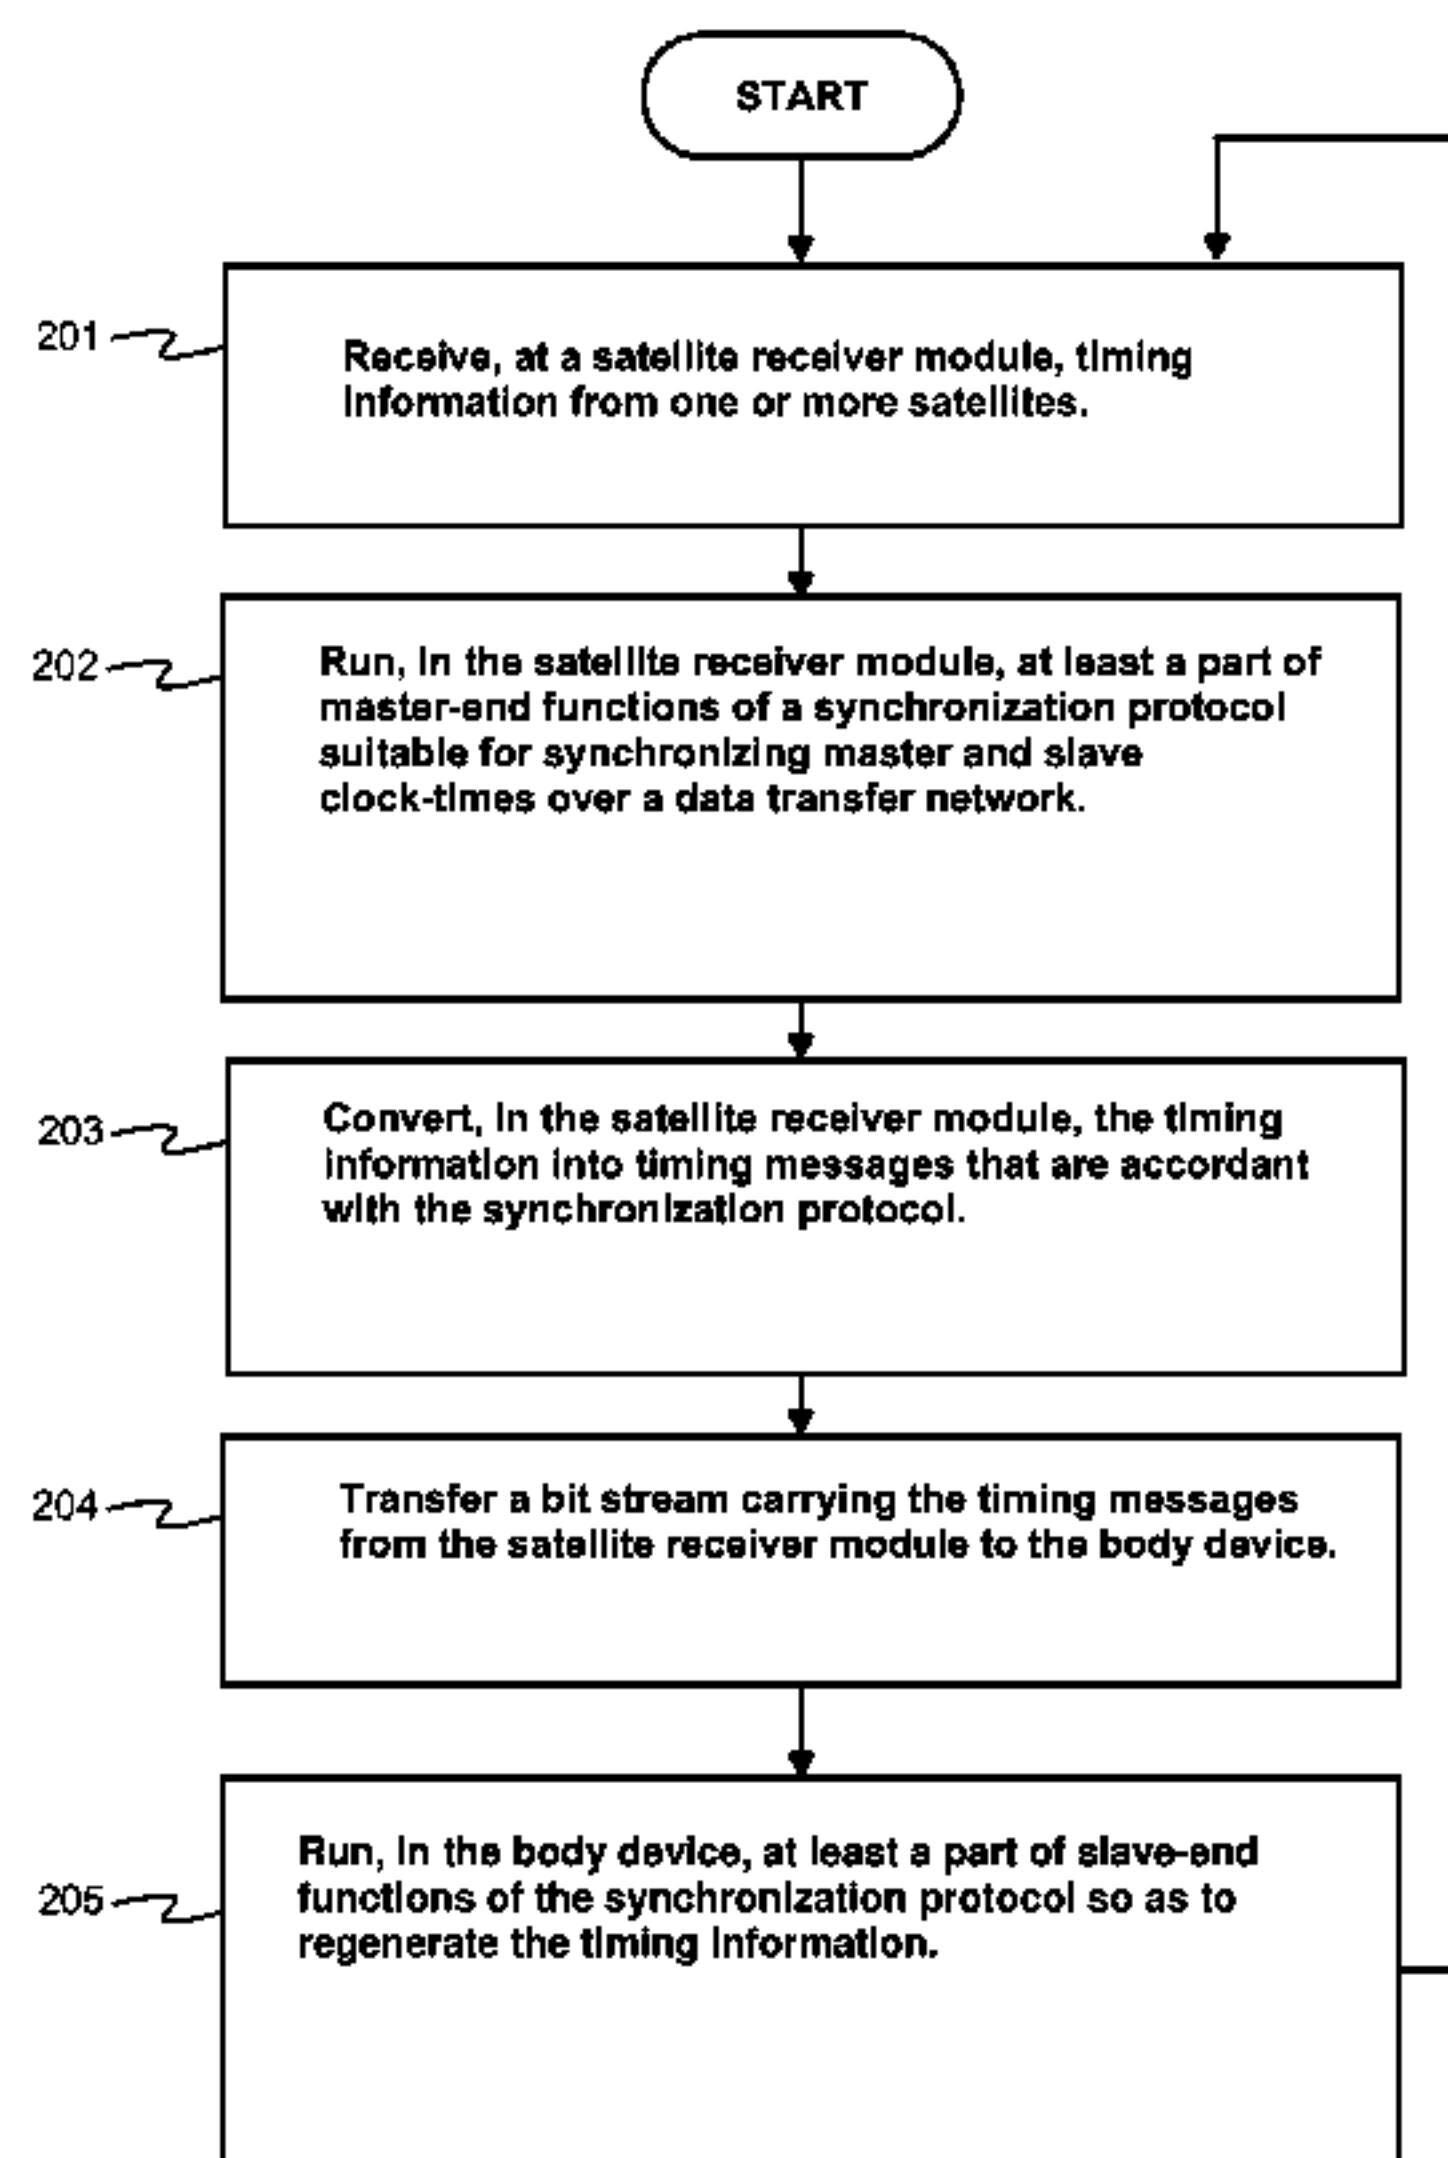 START
201
Receive, at a satellite receiver module, timing
information from one or more satellites.
202
Run, in the satellite receiver module, at least a part of
master-end functions of a synchronization protocol
suitable for synchronizing master and slave
clock-times over a data transfer network.
203
Convert, in the satellite receiver module, the timing
information into timing messages that are accordant
with the synchronization protocol.
204
Transfer a bit stream carrying the timing messages
from the satellite receiver module to the body device.
205
Run, in the body device, at least a part of slave-end
functions of the synchronization protocol so as to
regenerate the timing information.